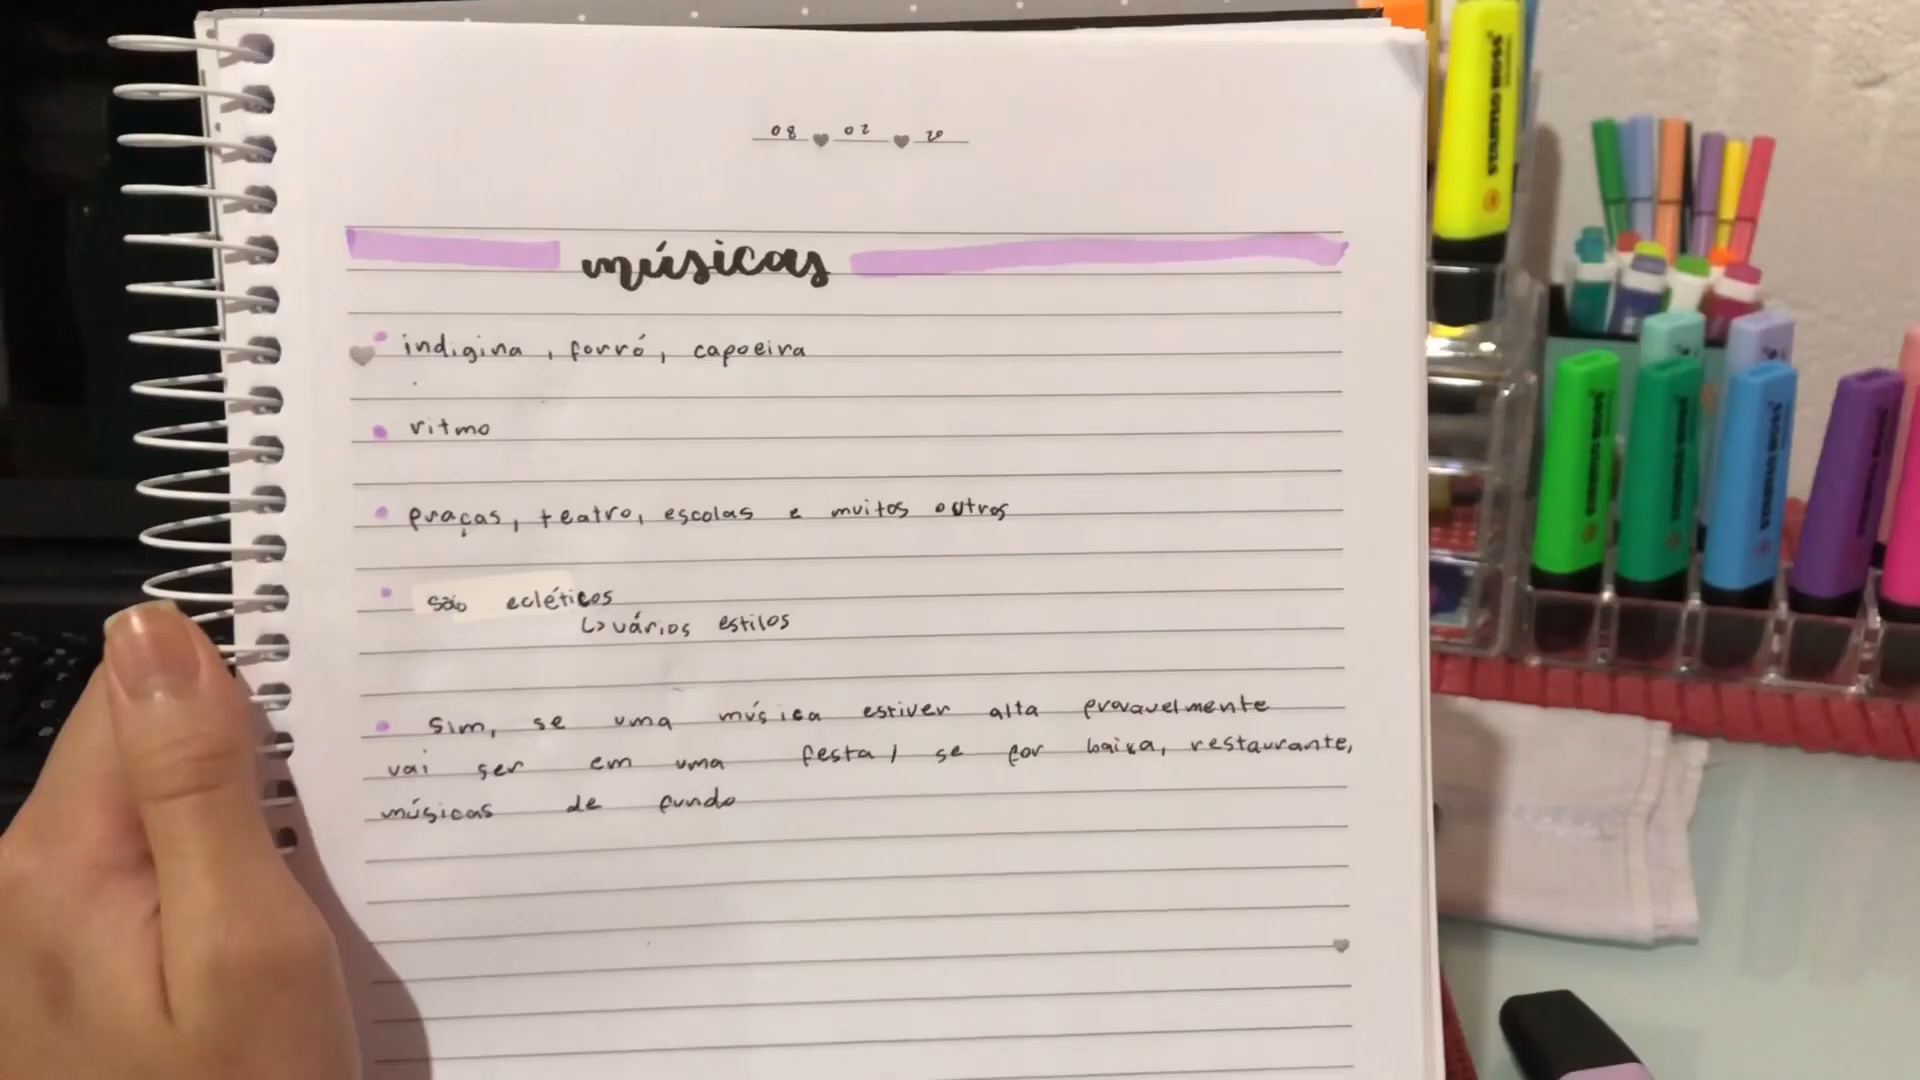 08 02 20
músicas
indigina, forró, capoeira
ritmo
praças, teatro, escolas e muitos outros
são ecléticos
↳ vários estilos
sim, se uma música estiver alta provavelmente
vai ser em uma festa, se for baixa, restaurante,
músicas de fundo